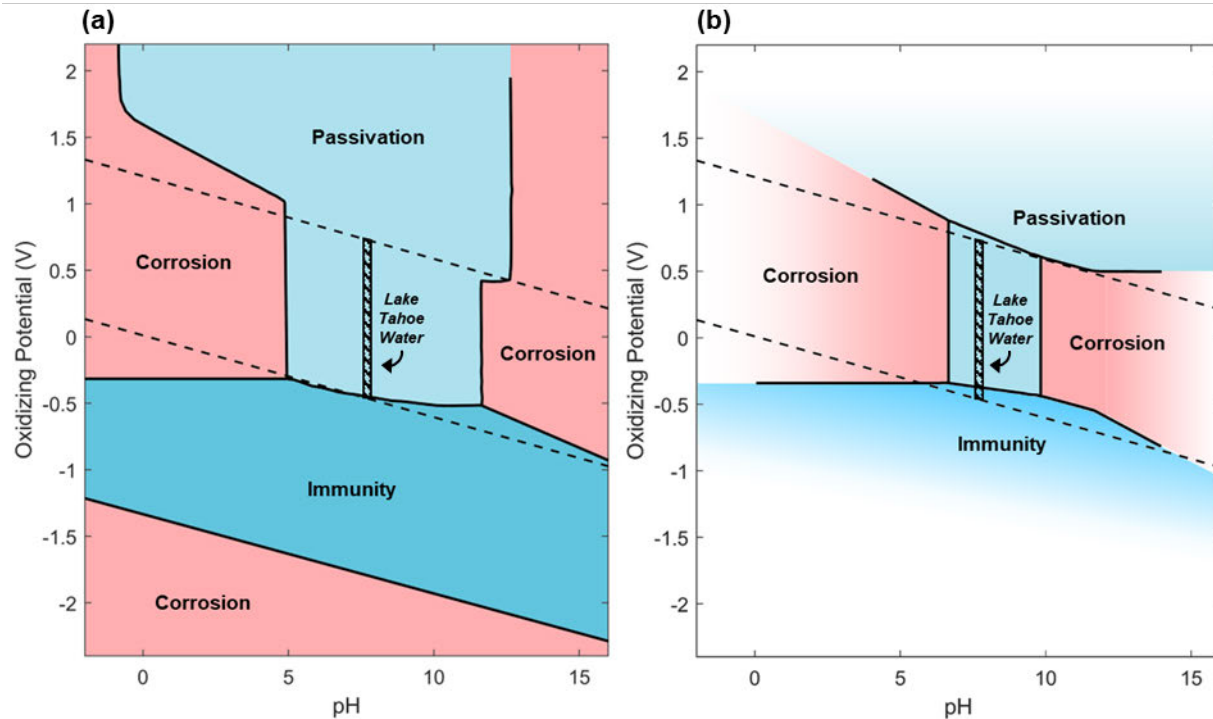 (a)
Oxidizing Potential (V)
2
1.5
1
0.5
0
-0.5
-1
-1.5
-2
Passivation
Corrosion
Lake
Tahoe
Water
Corrosion
Immunity
Corrosion
0
5
10
15
pH
(b)
Oxidizing Potential (V)
2
1.5
1
0.5
0
-0.5
-1
-1.5
-2
Passivation
Corrosion
Lake
Tahoe
Water
Corrosion
Immunity
0
5
10
15
pH